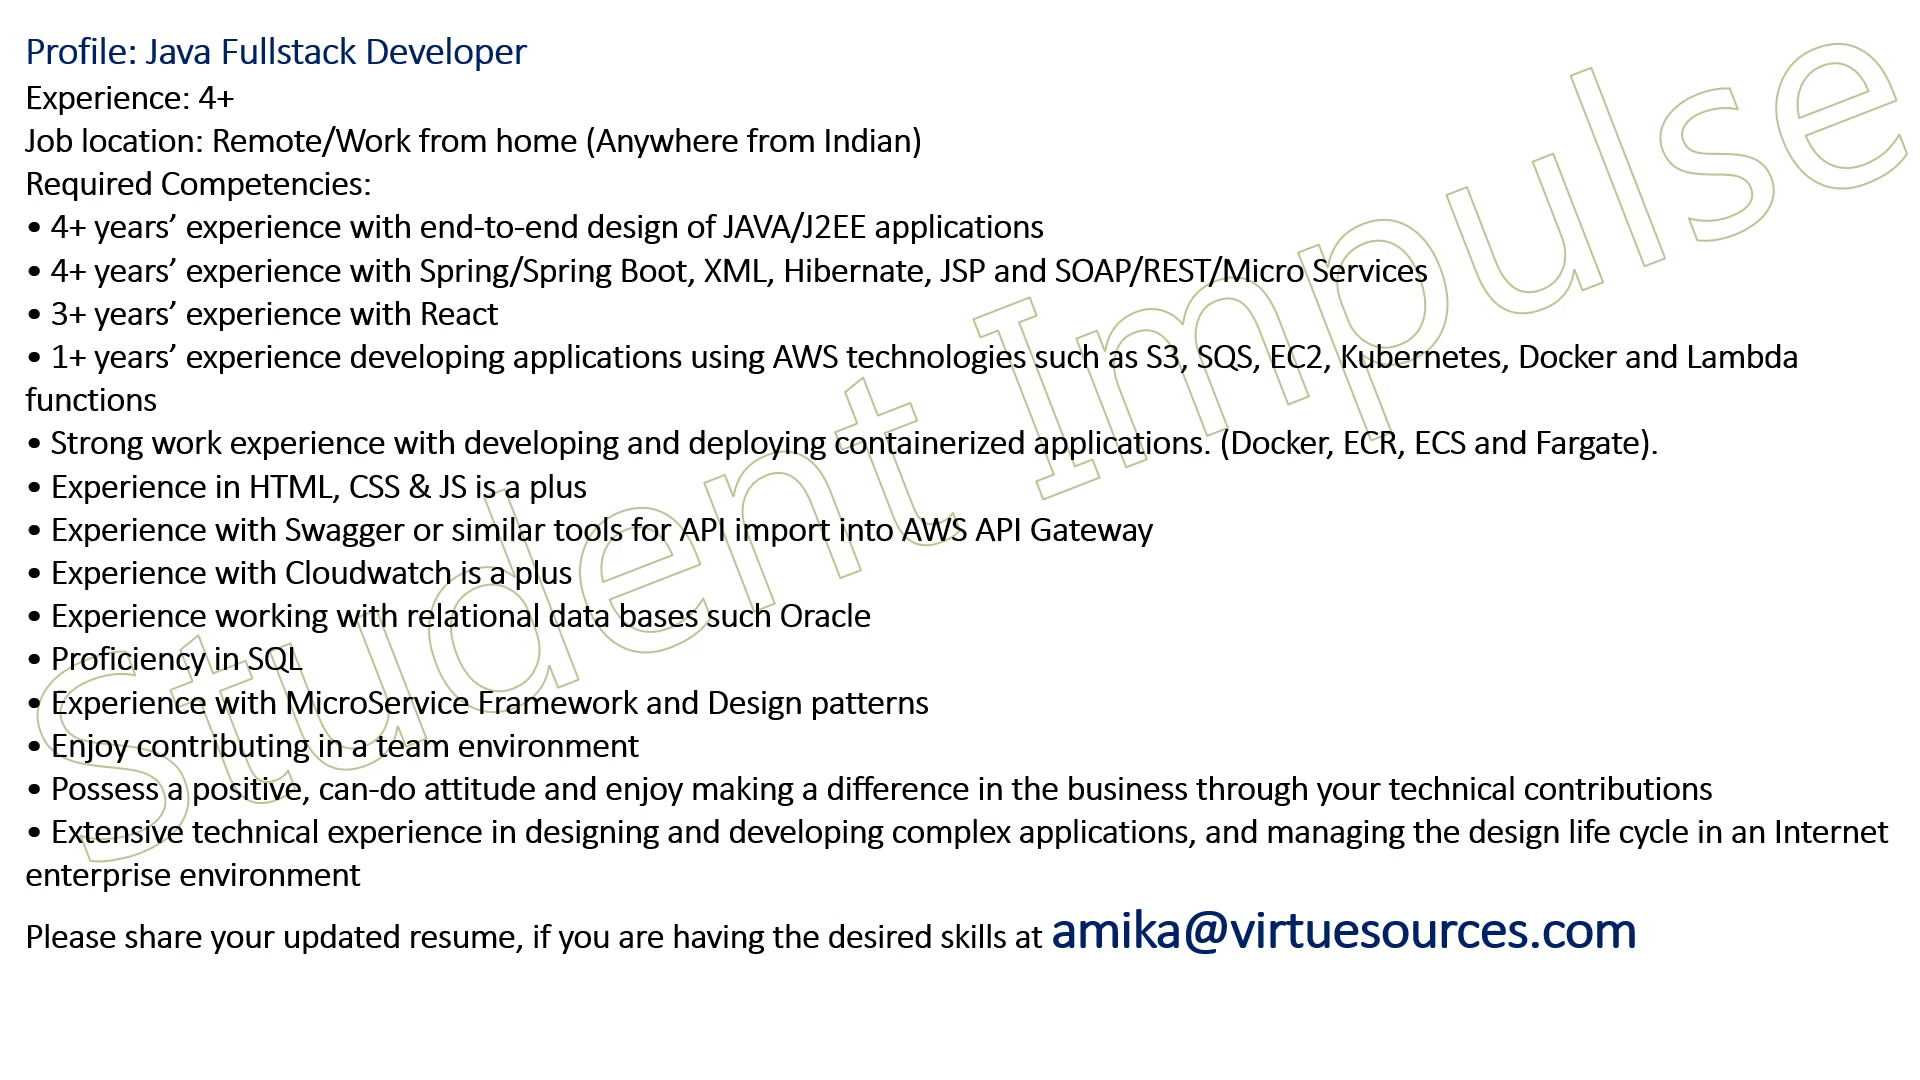 Profile: Java Fullstack Developer
Experience: 4+
Job location: Remote/Work from home (Anywhere from Indian)
Required Competencies:
• 4+ years’ experience with end-to-end design of JAVA/J2EE applications
• 4+ years’ experience with Spring/Spring Boot, XML, Hibernate, JSP and SOAP/REST/Micro Services
• 3+ years’ experience with React
• 1+ years’ experience developing applications using AWS technologies such as S3, SQS, EC2, Kubernetes, Docker and Lambda
functions
• Strong work experience with developing and deploying containerized applications. (Docker, ECR, ECS and Fargate).
• Experience in HTML, CSS & JS is a plus
• Experience with Swagger or similar tools for API import into AWS API Gateway
• Experience with Cloudwatch is a plus
• Experience working with relational data bases such Oracle
• Proficiency in SQL
• Experience with MicroService Framework and Design patterns
• Enjoy contributing in a team environment
• Possess a positive, can-do attitude and enjoy making a difference in the business through your technical contributions
• Extensive technical experience in designing and developing complex applications, and managing the design life cycle in an Internet
enterprise environment
Please share your updated resume, if you are having the desired skills at amika@virtuesources.com
Student Impulse